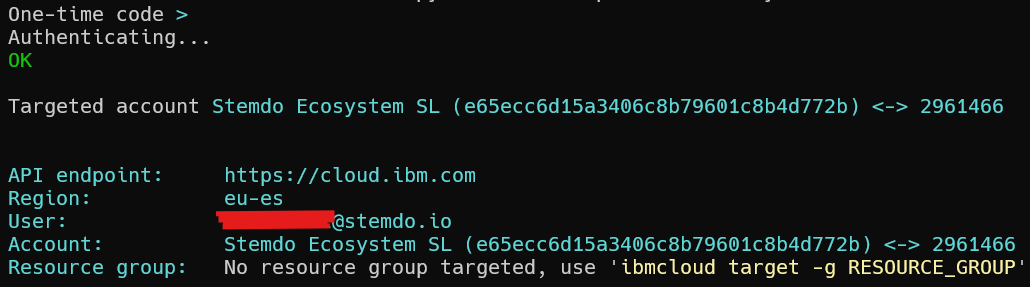 One-time code >
Authenticating...
OK
Targeted account Stemdo Ecosystem SL (e65ecc6d15a3406c8b79601c8b4d772b) <-> 2961466
API endpoint: https://cloud.ibm.com
Region: eu-es
User: @stemdo.io
Account: Stemdo Ecosystem SL (e65ecc6d15a3406c8b79601c8b4d772b) <-> 2961466
Resource group: No resource group targeted, use 'ibmcloud target -g RESOURCE_GROUP'